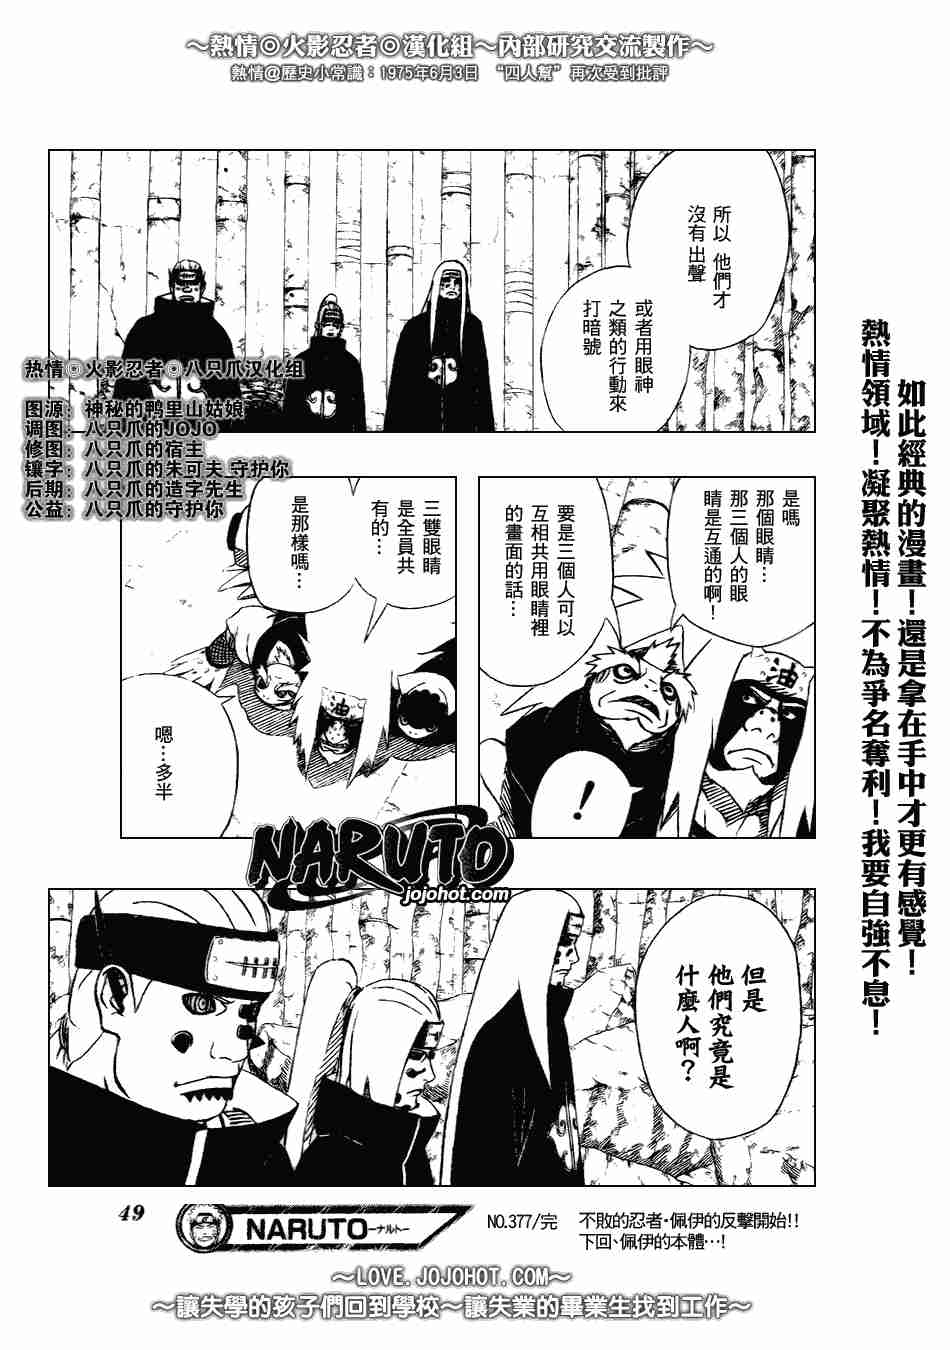 ～熱情◎火影忍者◎漢化組～內部研究交流製作～
熱情@歷史小常識：1975年6月3日 “四人幫”再次受到批評
所以 他們才
沒有出聲
或者用眼神
之類的行動來
打暗號
热情◎火影忍者◎八只爪汉化组
图源：神秘的鸭里山姑娘
调图：八只爪的JOJO
修图：八只爪的宿主
镶字：八只爪的朱可夫 守护你
后期：八只爪的造字先生
公益：八只爪的守护你
如此經典的漫畫！還是拿在手中才更有感覺！
熱情領域！凝聚熱情！不為爭名奪利！我要自強不息！
是嗎
那個眼睛…
那三個人的眼
睛是互通的啊！
要是三個人可以
互相共用眼睛裡
的畫面的話…
！
油
三雙眼睛
是全員共
有的…
是那樣嗎…
油
嗯…多半
NARUTO
jojohot.com
但是
他們究竟是
什麼人啊？
49
NARUTO－ナルト－
NO.377/完
不敗的忍者・佩伊的反擊開始!!
下回、佩伊的本體…!
～LOVE.JOJOHOT.COM～
～讓失學的孩子們回到學校～讓失業的畢業生找到工作～